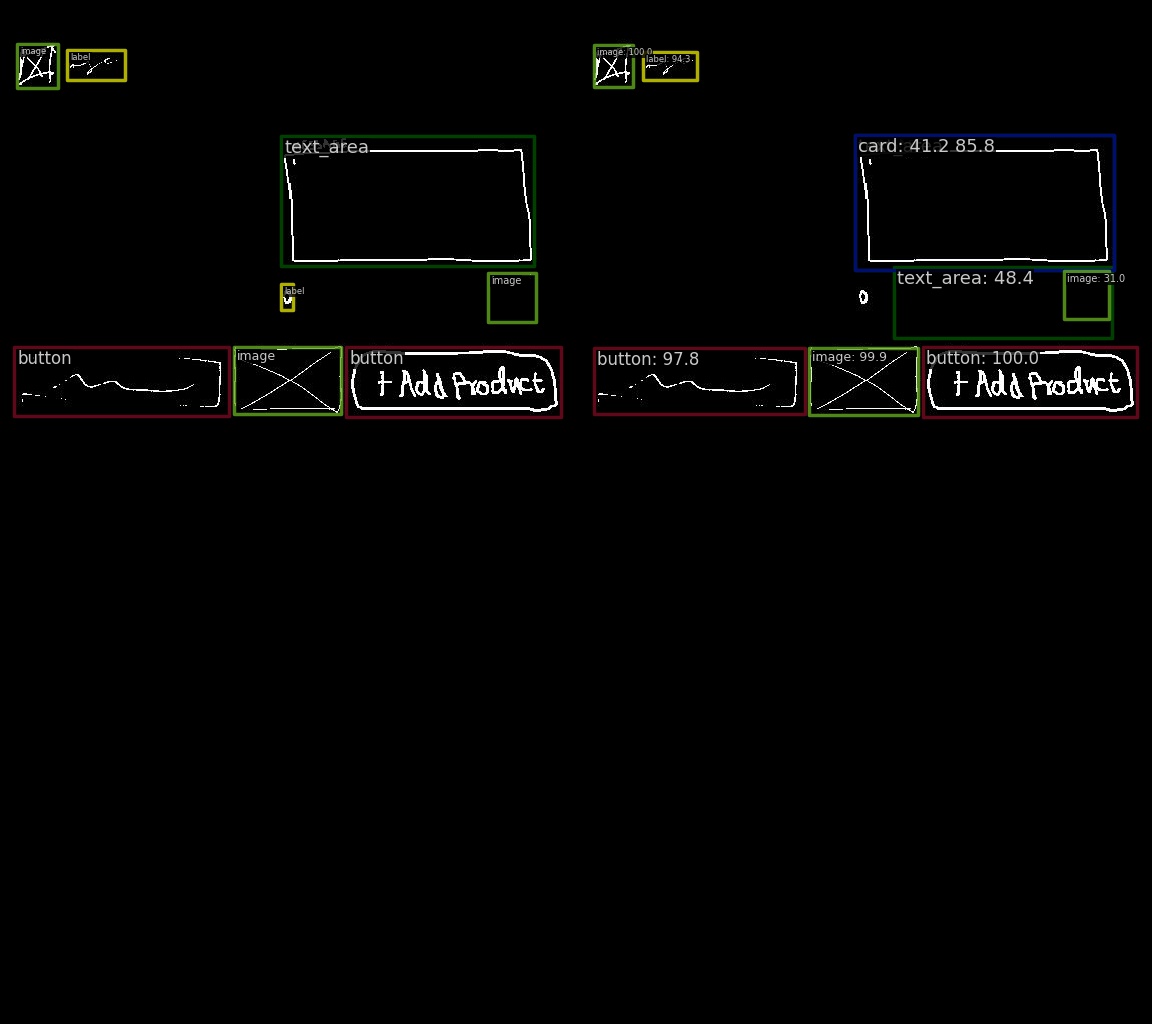 image
label
image: 100.0
label: 94.3
text_area
card: 41.2 85.8
label
image
text_area: 48.4
image: 31.0
button
image
button
+ Add Product
button: 97.8
image: 99.9
button: 100.0
+ Add Product